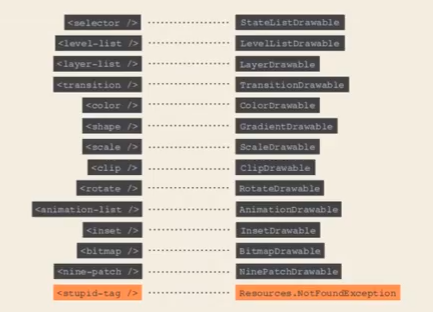 <selector /> StateListDrawable
<level-list /> LevelListDrawable
<layer-list /> LayerDrawable
<transition /> TransitionDrawable
<color /> ColorDrawable
<shape /> GradientDrawable
<scale /> ScaleDrawable
<clip /> ClipDrawable
<rotate /> RotateDrawable
<animation-list /> AnimationDrawable
<inset /> InsetDrawable
<bitmap /> BitmapDrawable
<nine-patch /> NinePatchDrawable
<stupid-tag /> Resources.NotFoundException